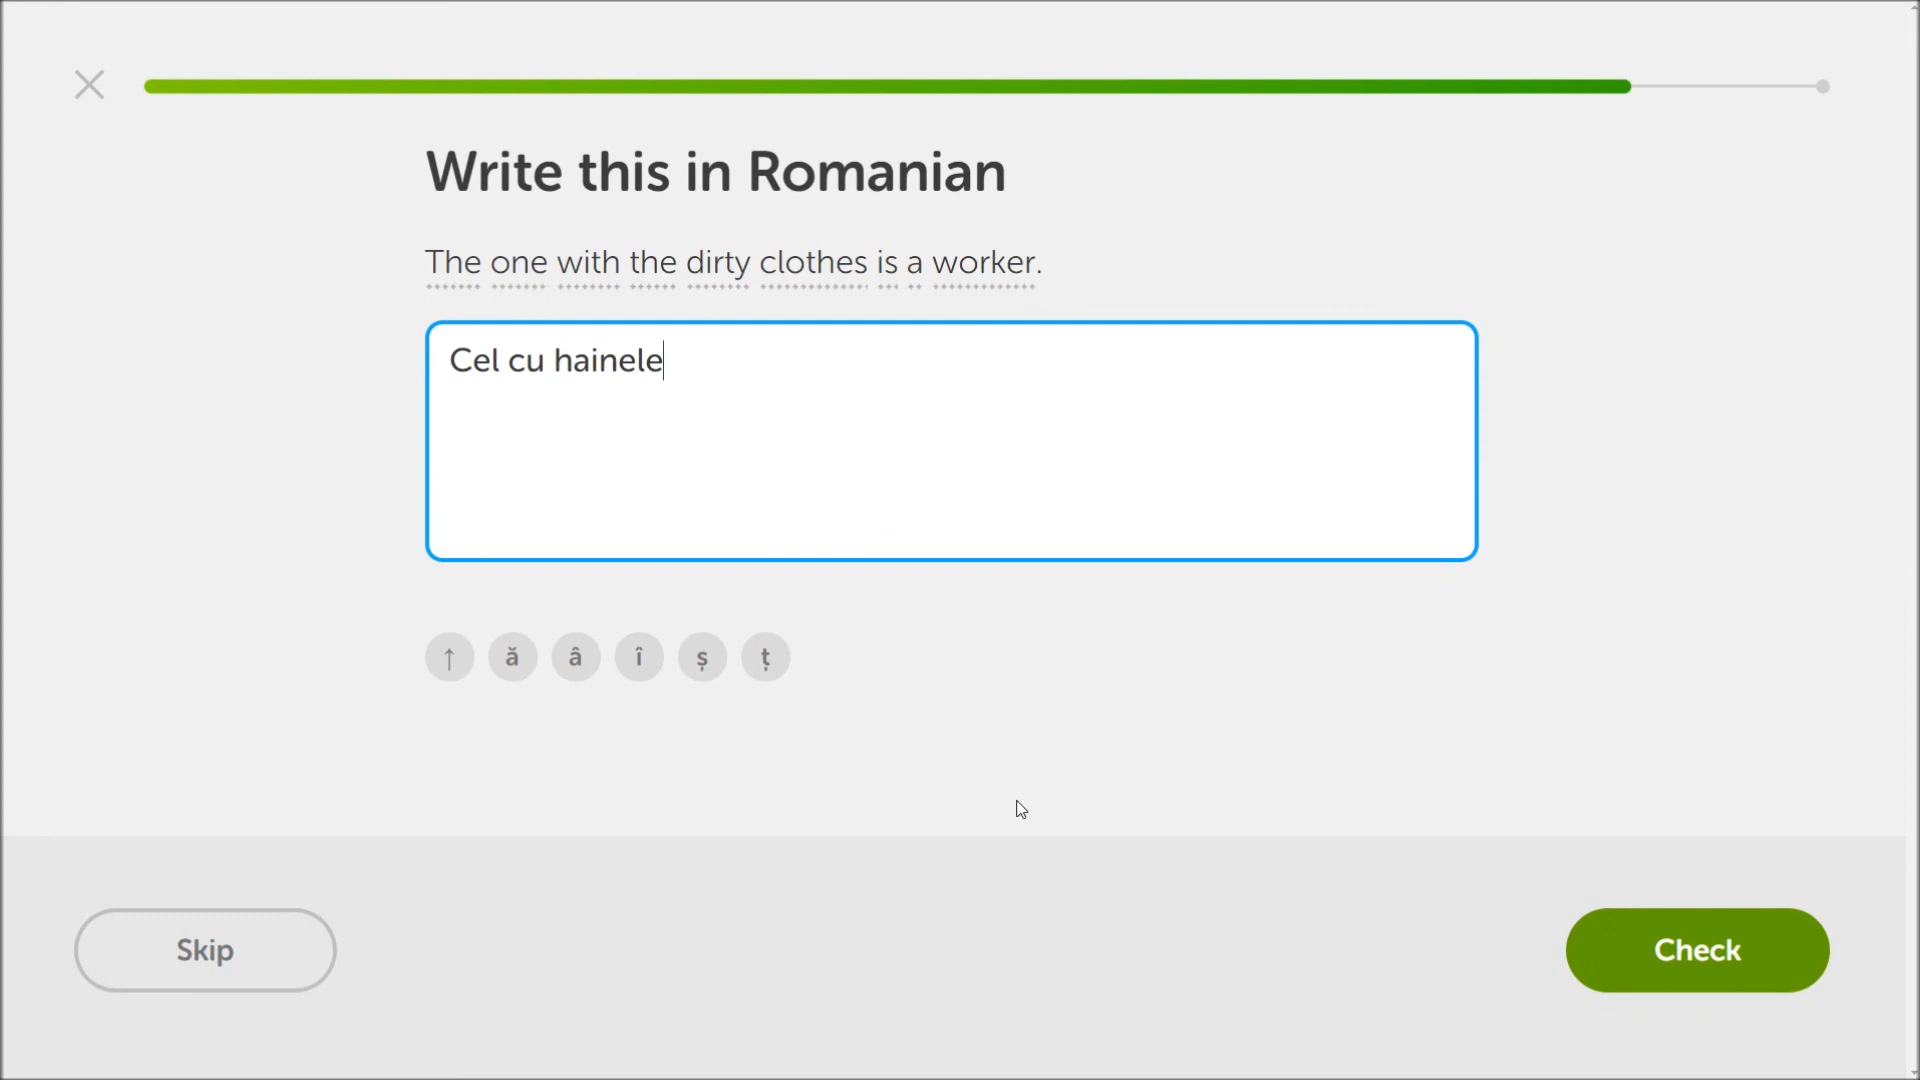 Write this in Romanian
The one with the dirty clothes is a worker.
Cel cu hainele
↑ ă â î ș ț
Skip
Check